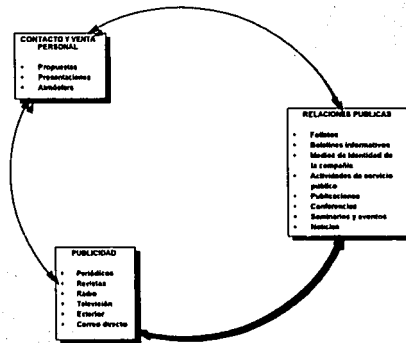 CONTACTO Y VENTA
PERSONAL
• Propuestas
• Presentaciones
• Atmósfera
RELACIONES PUBLICAS
• Folletos
• Boletines informativos
• Medios de identidad de
la compañía
• Actividades de servicio
público
• Publicaciones
• Conferencias
• Seminarios y eventos
• Noticias
PUBLICIDAD
• Periódicos
• Revistas
• Radio
• Televisión
• Exterior
• Correo directo